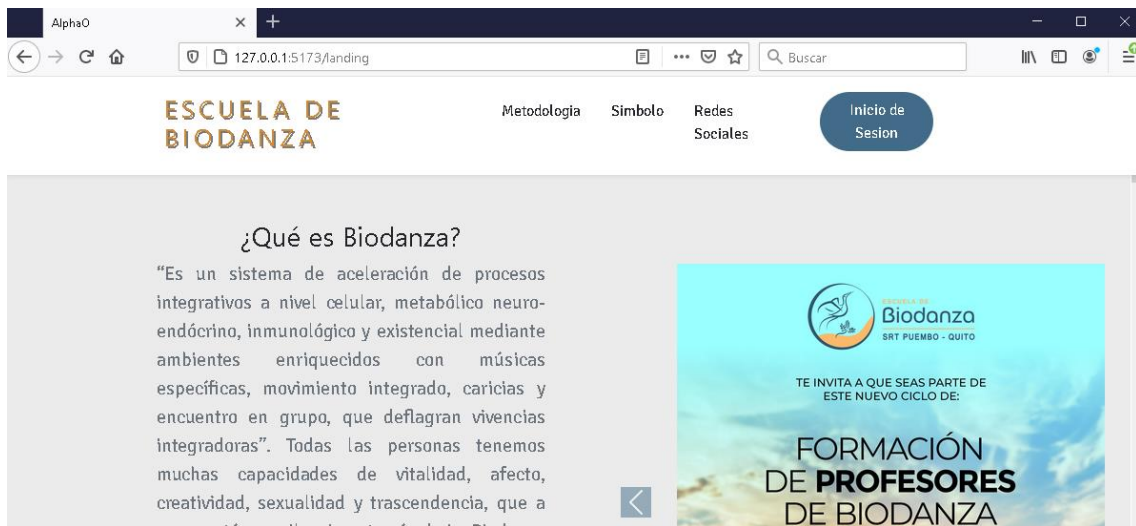 AlphaO
127.0.0.1:5173/landing
Buscar
ESCUELA DE
BIODANZA
Metodologia
Simbolo
Redes
Sociales
Inicio de
Sesion
¿Qué es Biodanza?
“Es un sistema de aceleración de procesos
integrativos a nivel celular, metabólico neuro-
endócrino, inmunológico y existencial mediante
ambientes enriquecidos con músicas
específicas, movimiento integrado, caricias y
encuentro en grupo, que deflagran vivencias
integradoras”. Todas las personas tenemos
muchas capacidades de vitalidad, afecto,
creatividad, sexualidad y trascendencia, que a
ESCUELA DE
Biodanza
SRT PUEMBO - QUITO
TE INVITA A QUE SEAS PARTE DE
ESTE NUEVO CICLO DE:
FORMACIÓN
DE PROFESORES
DE BIODANZA